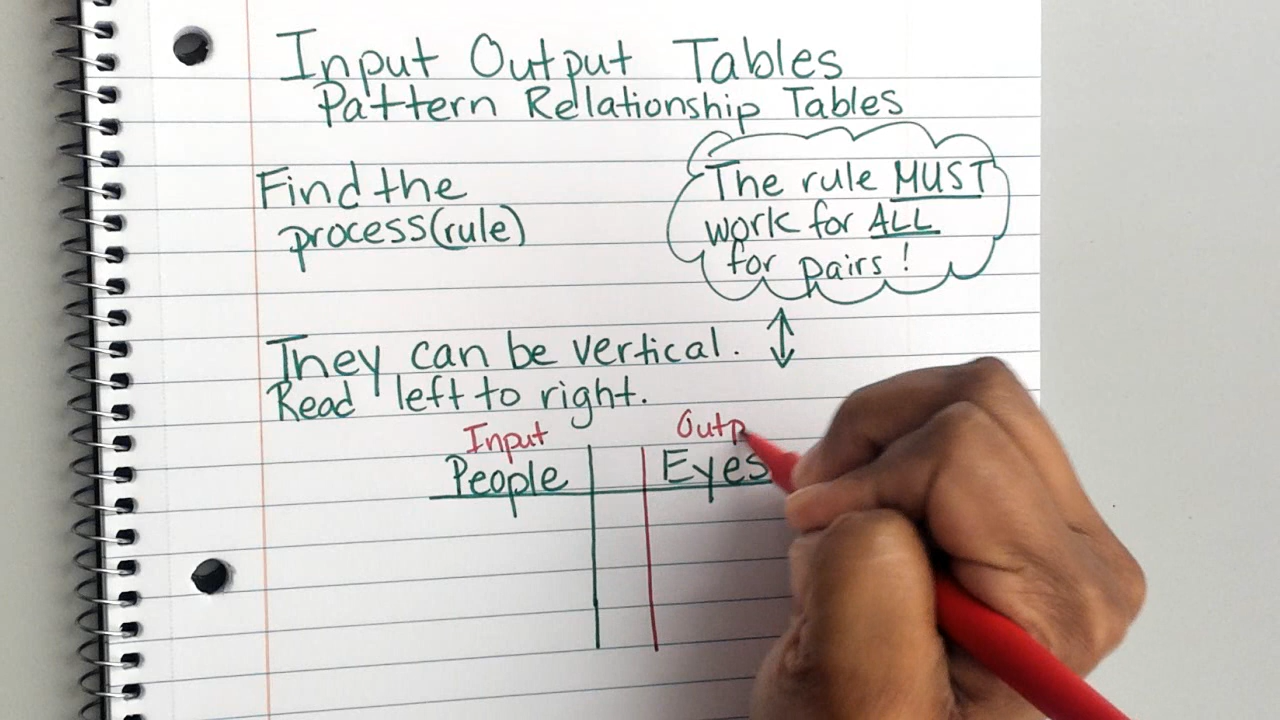 Input Output Tables
Pattern Relationship Tables
Find the
process(rule)
The rule MUST
work for ALL
for pairs!
They can be vertical. ↕
Read left to right.
Input Outp
People Eyes